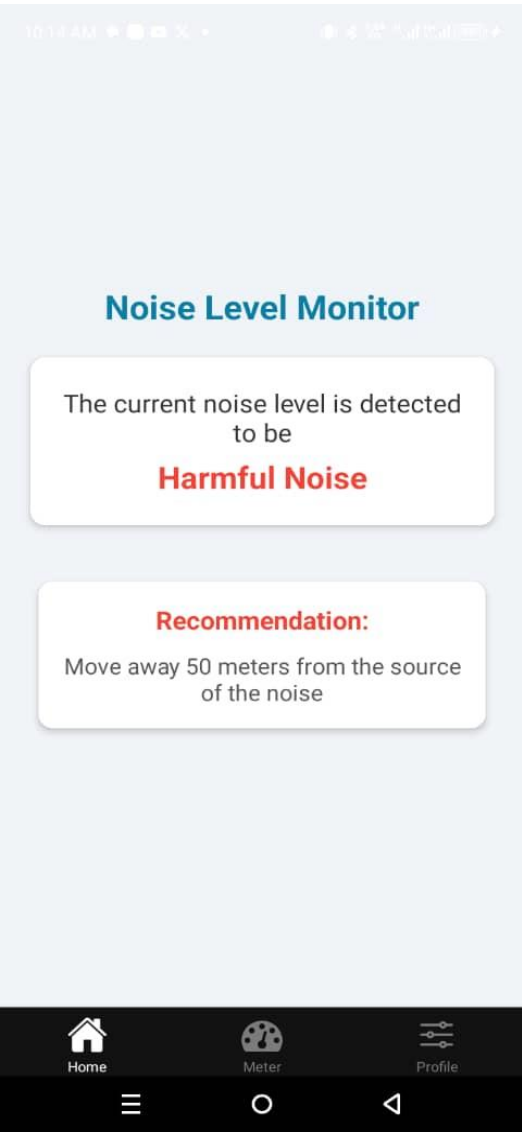 10:14 AM
Noise Level Monitor
The current noise level is detected
to be
Harmful Noise
Recommendation:
Move away 50 meters from the source
of the noise
Home
Meter
Profile